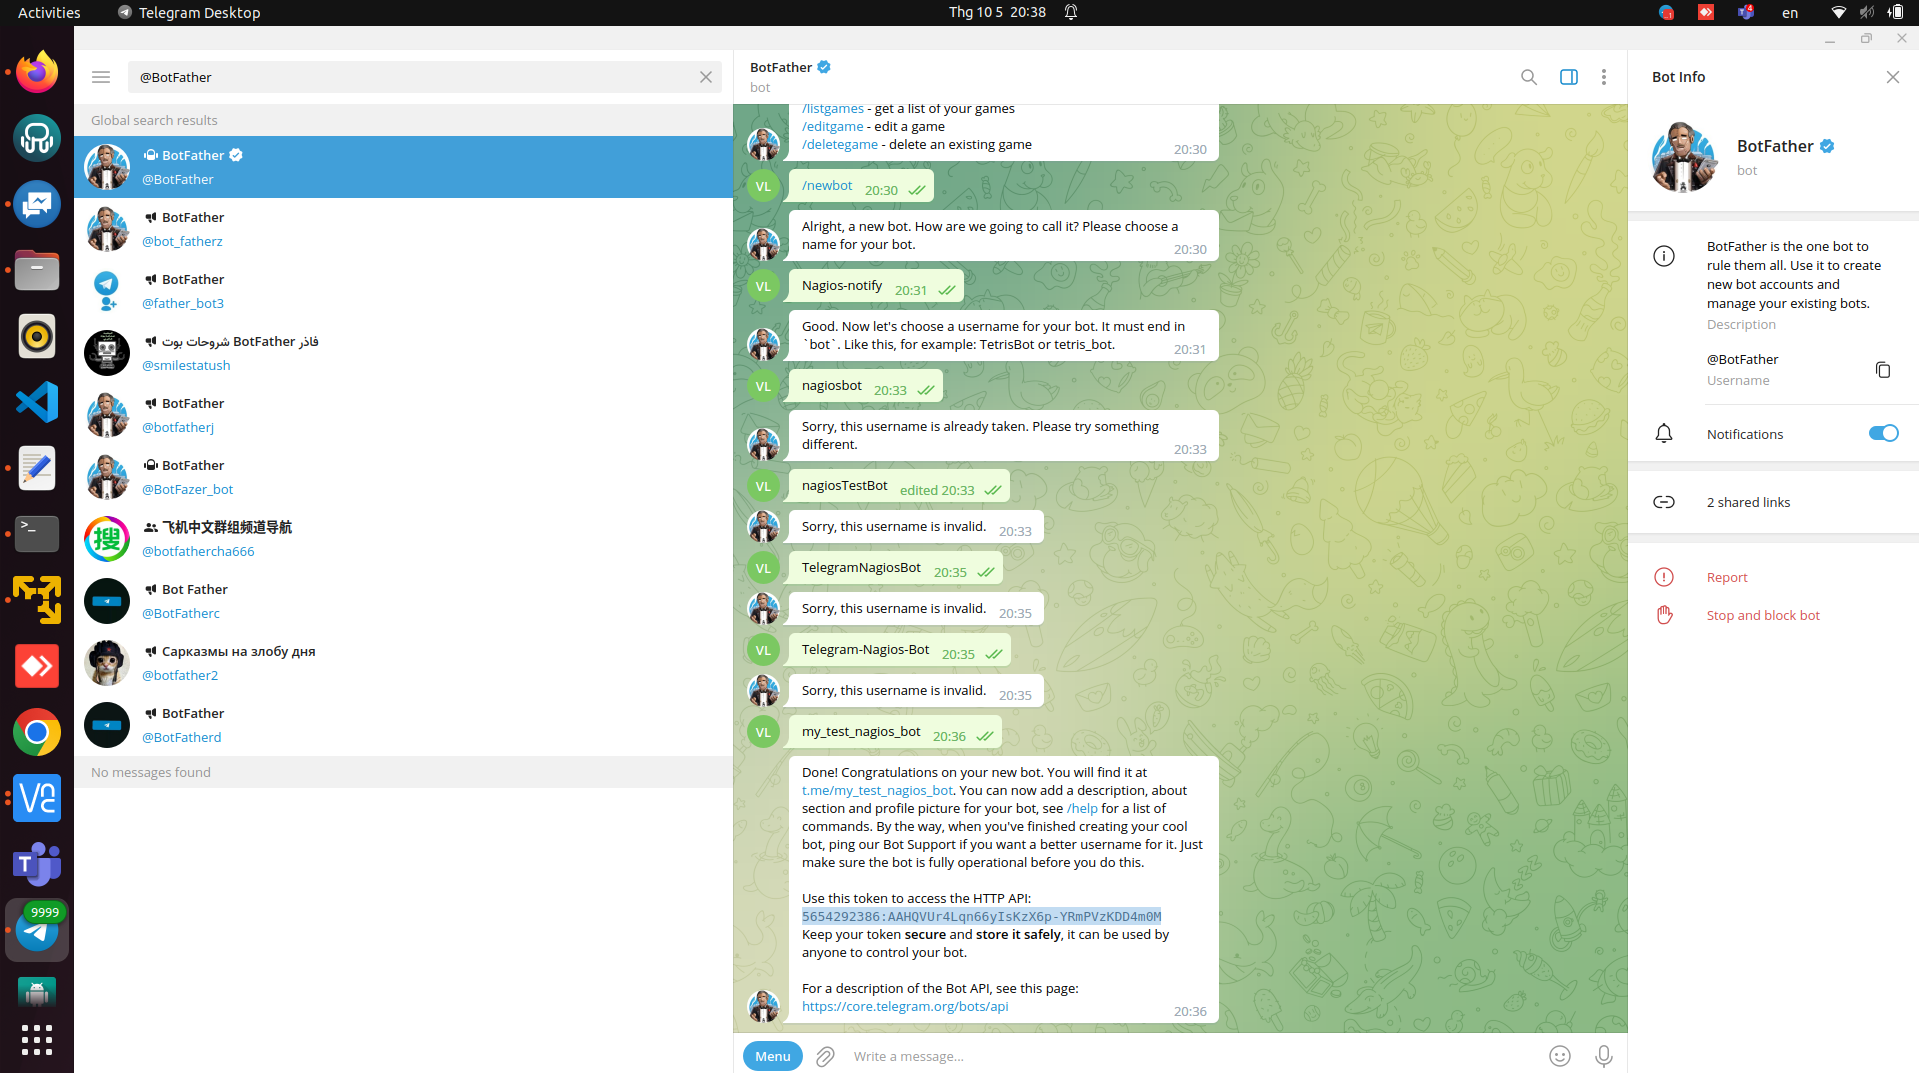 Activities
Telegram Desktop
Thg 10 5 20:38
en
@BotFather
Global search results
BotFather
@BotFather
BotFather
@bot_fatherz
BotFather
@father_bot3
فاذر BotFather شروحات بوت
@smilestatush
BotFather
@botfatherj
BotFather
@BotFazer_bot
飞机中文群组频道导航
@botfathercha666
Bot Father
@BotFatherc
Сарказмы на злобу дня
@botfather2
BotFather
@BotFatherd
No messages found
搜
9999
BotFather
bot
/listgames - get a list of your games
/editgame - edit a game
/deletegame - delete an existing game
20:30
VL
/newbot 20:30
Alright, a new bot. How are we going to call it? Please choose a
name for your bot.
20:30
VL
Nagios-notify 20:31
Good. Now let's choose a username for your bot. It must end in
`bot`. Like this, for example: TetrisBot or tetris_bot.
20:31
VL
nagiosbot 20:33
Sorry, this username is already taken. Please try something
different.
20:33
VL
nagiosTestBot edited 20:33
Sorry, this username is invalid. 20:33
VL
TelegramNagiosBot 20:35
Sorry, this username is invalid. 20:35
VL
Telegram-Nagios-Bot 20:35
Sorry, this username is invalid. 20:35
VL
my_test_nagios_bot 20:36
Done! Congratulations on your new bot. You will find it at
t.me/my_test_nagios_bot. You can now add a description, about
section and profile picture for your bot, see /help for a list of
commands. By the way, when you've finished creating your cool
bot, ping our Bot Support if you want a better username for it. Just
make sure the bot is fully operational before you do this.
Use this token to access the HTTP API:
5654292386:AAHQVUr4Lqn66yIsKzX6p-YRmPVzKDD4m0M
Keep your token secure and store it safely, it can be used by
anyone to control your bot.
For a description of the Bot API, see this page:
https://core.telegram.org/bots/api
20:36
Menu
Write a message...
Bot Info
BotFather
bot
BotFather is the one bot to
rule them all. Use it to create
new bot accounts and
manage your existing bots.
Description
@BotFather
Username
Notifications
2 shared links
Report
Stop and block bot